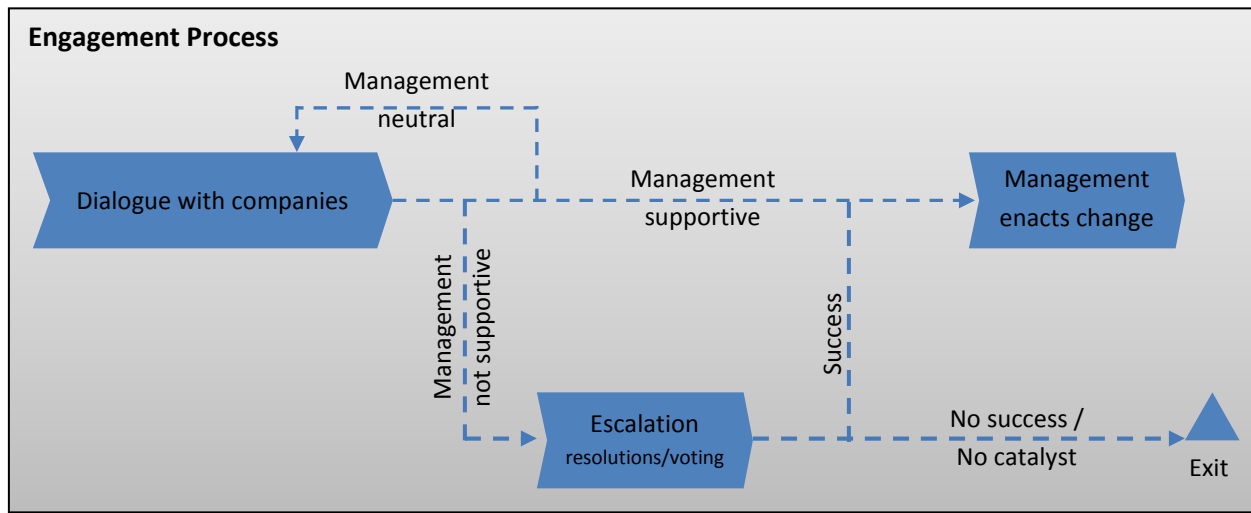 Engagement Process
Management
neutral
Dialogue with companies
Management
supportive
Management
enacts change
Management
not supportive
Success
Escalation
resolutions/voting
No success /
No catalyst
Exit